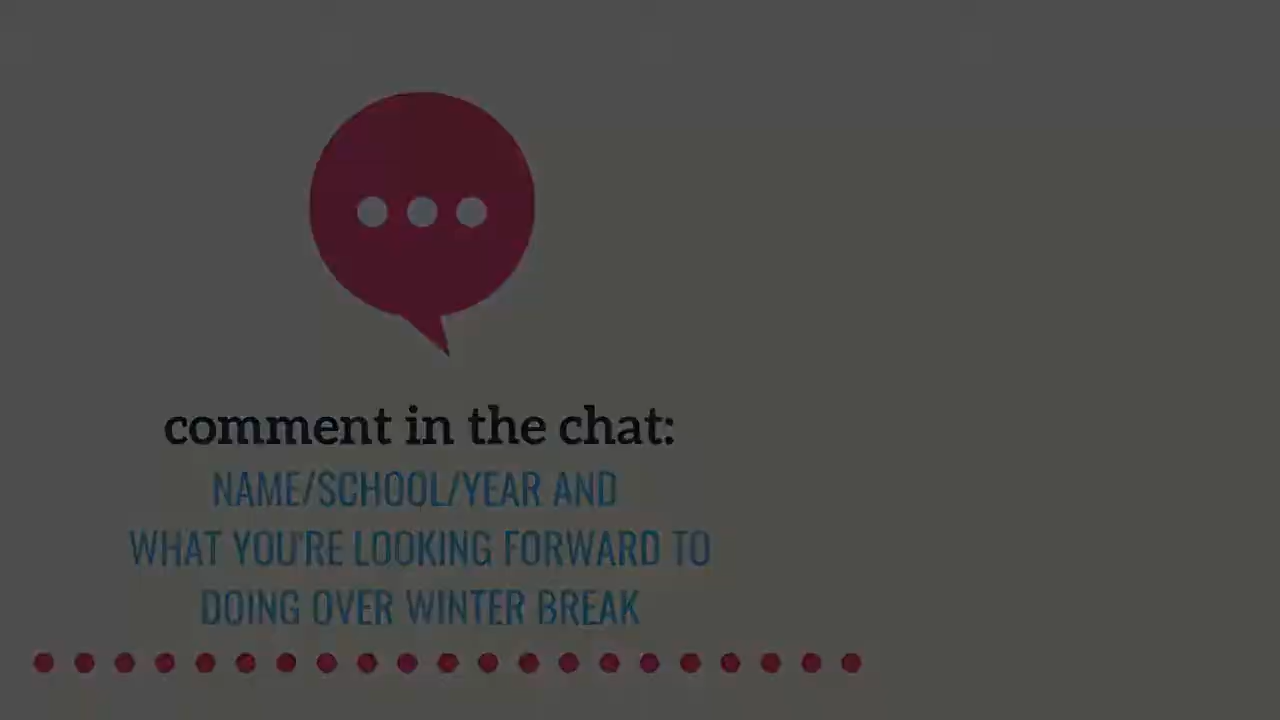 comment in the chat:
NAME/SCHOOL/YEAR AND
WHAT YOU'RE LOOKING FORWARD TO
DOING OVER WINTER BREAK